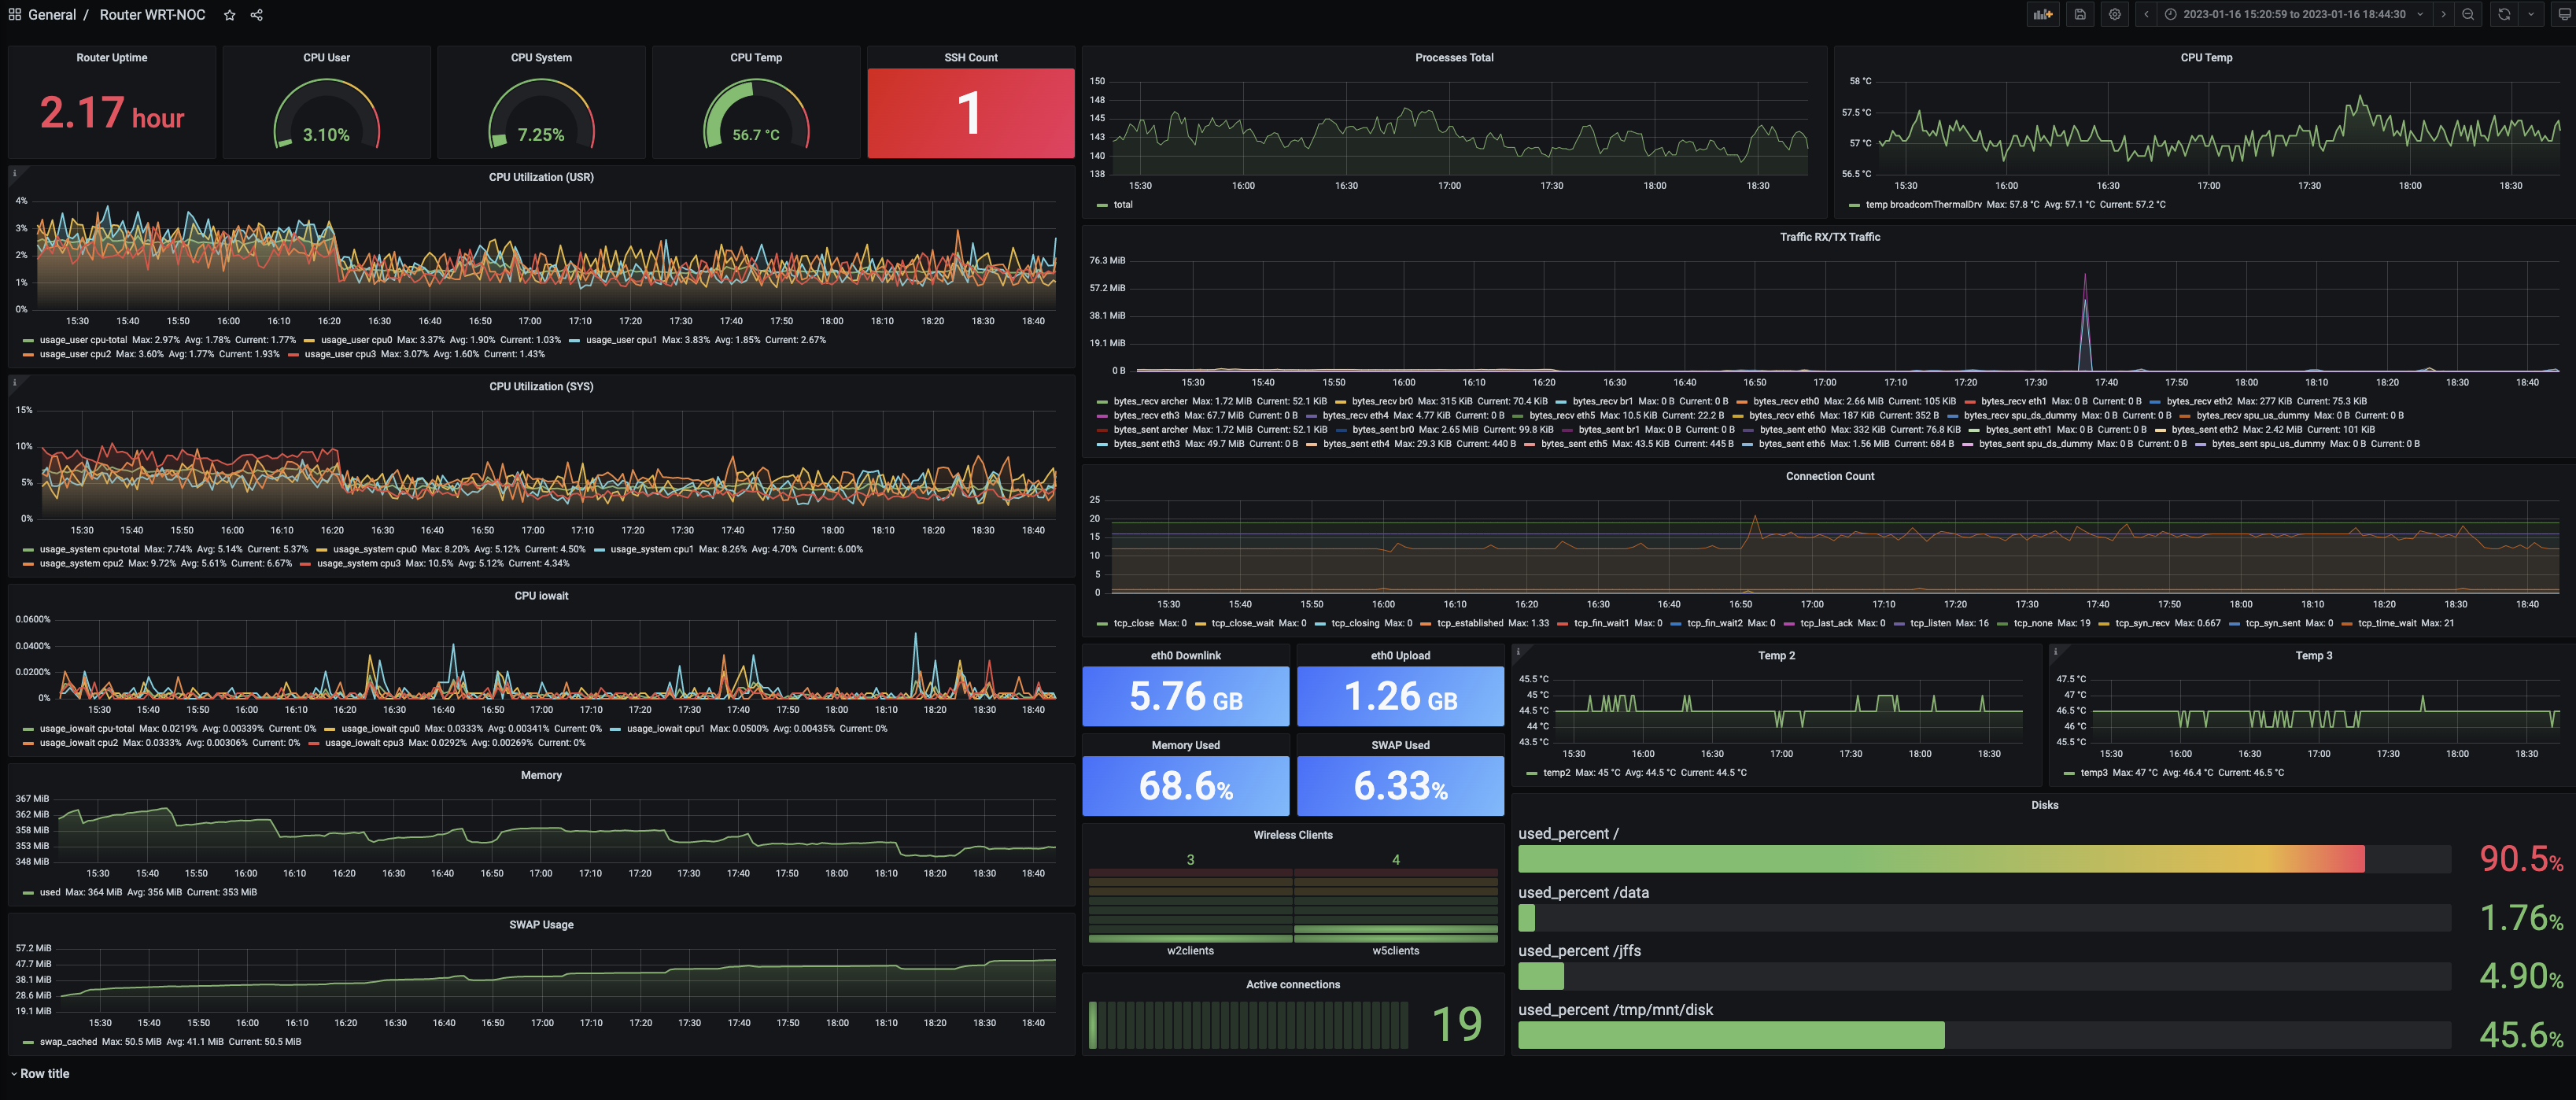 General / Router WRT-NOC
2023-01-16 15:20:59 to 2023-01-16 18:44:30
Router Uptime
2.17 hour
CPU User
3.10%
CPU System
7.25%
CPU Temp
56.7 °C
SSH Count
1
Processes Total
150
148
145
143
140
138
15:30 16:00 16:30 17:00 17:30 18:00 18:30
total
CPU Temp
58 °C
57.5 °C
57 °C
56.5 °C
15:30 16:00 16:30 17:00 17:30 18:00 18:30
temp broadcomThermalDrv Max: 57.8 °C Avg: 57.1 °C Current: 57.2 °C
CPU Utilization (USR)
4%
3%
2%
1%
0%
15:30 15:40 15:50 16:00 16:10 16:20 16:30 16:40 16:50 17:00 17:10 17:20 17:30 17:40 17:50 18:00 18:10 18:20 18:30 18:40
usage_user cpu-total Max: 2.97% Avg: 1.78% Current: 1.77% usage_user cpu0 Max: 3.37% Avg: 1.90% Current: 1.03% usage_user cpu1 Max: 3.83% Avg: 1.85% Current: 2.67%
usage_user cpu2 Max: 3.60% Avg: 1.77% Current: 1.93% usage_user cpu3 Max: 3.07% Avg: 1.60% Current: 1.43%
Traffic RX/TX Traffic
76.3 MiB
57.2 MiB
38.1 MiB
19.1 MiB
0 B
15:30 15:40 15:50 16:00 16:10 16:20 16:30 16:40 16:50 17:00 17:10 17:20 17:30 17:40 17:50 18:00 18:10 18:20 18:30 18:40
bytes_recv archer Max: 1.72 MiB Current: 52.1 KiB bytes_recv br0 Max: 315 KiB Current: 70.4 KiB bytes_recv br1 Max: 0 B Current: 0 B bytes_recv eth0 Max: 2.66 MiB Current: 105 KiB bytes_recv eth1 Max: 0 B Current: 0 B bytes_recv eth2 Max: 277 KiB Current: 75.3 KiB
bytes_recv eth3 Max: 67.7 MiB Current: 0 B bytes_recv eth4 Max: 4.77 KiB Current: 0 B bytes_recv eth5 Max: 10.5 KiB Current: 22.2 B bytes_recv eth6 Max: 187 KiB Current: 352 B bytes_recv spu_ds_dummy Max: 0 B Current: 0 B bytes_recv spu_us_dummy Max: 0 B Current: 0 B
bytes_sent archer Max: 1.72 MiB Current: 52.1 KiB bytes_sent br0 Max: 2.65 MiB Current: 99.8 KiB bytes_sent br1 Max: 0 B Current: 0 B bytes_sent eth0 Max: 332 KiB Current: 76.8 KiB bytes_sent eth1 Max: 0 B Current: 0 B bytes_sent eth2 Max: 2.42 MiB Current: 101 KiB
bytes_sent eth3 Max: 49.7 MiB Current: 0 B bytes_sent eth4 Max: 29.3 KiB Current: 440 B bytes_sent eth5 Max: 43.5 KiB Current: 445 B bytes_sent eth6 Max: 1.56 MiB Current: 684 B bytes_sent spu_ds_dummy Max: 0 B Current: 0 B bytes_sent spu_us_dummy Max: 0 B Current: 0 B
CPU Utilization (SYS)
15%
10%
5%
0%
15:30 15:40 15:50 16:00 16:10 16:20 16:30 16:40 16:50 17:00 17:10 17:20 17:30 17:40 17:50 18:00 18:10 18:20 18:30 18:40
usage_system cpu-total Max: 7.74% Avg: 5.14% Current: 5.37% usage_system cpu0 Max: 8.20% Avg: 5.12% Current: 4.50% usage_system cpu1 Max: 8.26% Avg: 4.70% Current: 6.00%
usage_system cpu2 Max: 9.72% Avg: 5.61% Current: 6.67% usage_system cpu3 Max: 10.5% Avg: 5.12% Current: 4.34%
Connection Count
25
20
15
10
5
0
15:30 15:40 15:50 16:00 16:10 16:20 16:30 16:40 16:50 17:00 17:10 17:20 17:30 17:40 17:50 18:00 18:10 18:20 18:30 18:40
tcp_close Max: 0 tcp_close_wait Max: 0 tcp_closing Max: 0 tcp_established Max: 1.33 tcp_fin_wait1 Max: 0 tcp_fin_wait2 Max: 0 tcp_last_ack Max: 0 tcp_listen Max: 16 tcp_none Max: 19 tcp_syn_recv Max: 0.667 tcp_syn_sent Max: 0 tcp_time_wait Max: 21
CPU iowait
0.0600%
0.0400%
0.0200%
0%
15:30 15:40 15:50 16:00 16:10 16:20 16:30 16:40 16:50 17:00 17:10 17:20 17:30 17:40 17:50 18:00 18:10 18:20 18:30 18:40
usage_iowait cpu-total Max: 0.0219% Avg: 0.00339% Current: 0% usage_iowait cpu0 Max: 0.0333% Avg: 0.00341% Current: 0% usage_iowait cpu1 Max: 0.0500% Avg: 0.00435% Current: 0%
usage_iowait cpu2 Max: 0.0333% Avg: 0.00306% Current: 0% usage_iowait cpu3 Max: 0.0292% Avg: 0.00269% Current: 0%
eth0 Downlink
5.76 GB
eth0 Upload
1.26 GB
Memory Used
68.6%
SWAP Used
6.33%
Temp 2
45.5 °C
45 °C
44.5 °C
44 °C
43.5 °C
15:30 16:00 16:30 17:00 17:30 18:00 18:30
temp2 Max: 45 °C Avg: 44.5 °C Current: 44.5 °C
Temp 3
47.5 °C
47 °C
46.5 °C
46 °C
45.5 °C
15:30 16:00 16:30 17:00 17:30 18:00 18:30
temp3 Max: 47 °C Avg: 46.4 °C Current: 46.5 °C
Memory
367 MiB
362 MiB
358 MiB
353 MiB
348 MiB
15:30 15:40 15:50 16:00 16:10 16:20 16:30 16:40 16:50 17:00 17:10 17:20 17:30 17:40 17:50 18:00 18:10 18:20 18:30 18:40
used Max: 364 MiB Avg: 356 MiB Current: 353 MiB
Wireless Clients
3 4
w2clients w5clients
Disks
used_percent /
90.5%
used_percent /data
1.76%
used_percent /jffs
4.90%
used_percent /tmp/mnt/disk
45.6%
SWAP Usage
57.2 MiB
47.7 MiB
38.1 MiB
28.6 MiB
19.1 MiB
15:30 15:40 15:50 16:00 16:10 16:20 16:30 16:40 16:50 17:00 17:10 17:20 17:30 17:40 17:50 18:00 18:10 18:20 18:30 18:40
swap_cached Max: 50.5 MiB Avg: 41.1 MiB Current: 50.5 MiB
Active connections
19
Row title